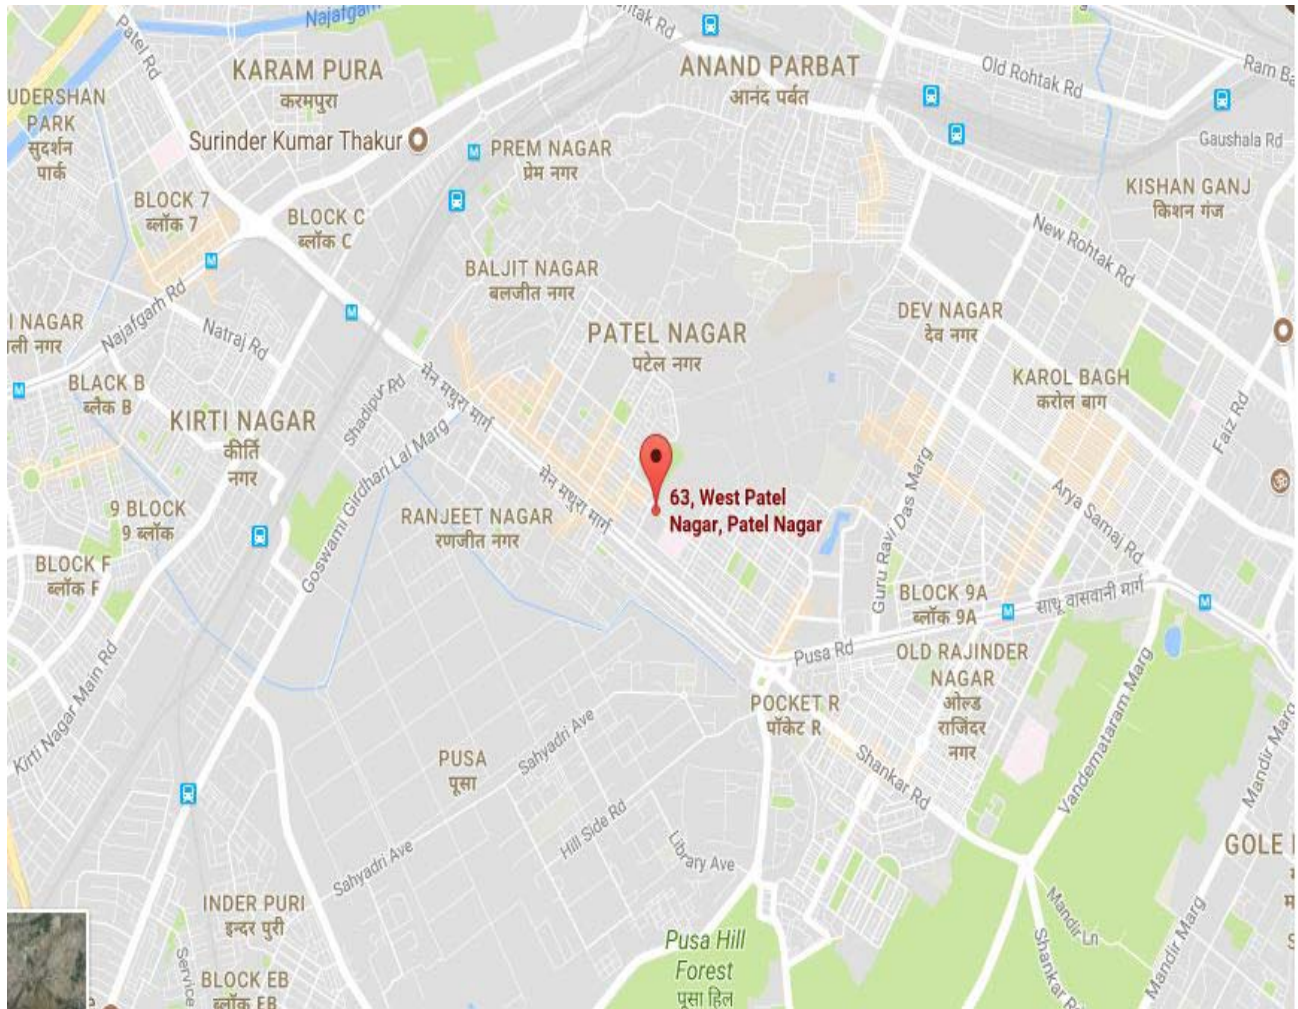 Najafgarh
ntak Rd
Patel Rd
KARAM PURA
करमपुरा
ANAND PARBAT
आनंद पर्बत
Old Rohtak Rd
Ram Ba
UDERSHAN
PARK
सुदर्शन
पार्क
Surinder Kumar Thakur
PREM NAGAR
प्रेम नगर
Gaushala Rd
KISHAN GANJ
किशन गंज
BLOCK 7
ब्लॉक 7
BLOCK C
ब्लॉक C
New Rohtak Rd
BALJIT NAGAR
बलजीत नगर
Najafgarh Rd
I NAGAR
ली नगर
Natraj Rd
PATEL NAGAR
पटेल नगर
DEV NAGAR
देव नगर
KAROL BAGH
करोल बाग
BLACK B
ब्लैक B
Shadipur Rd
मेन मथुरा मार्ग
Faiz Rd
KIRTI NAGAR
कीर्ति
नगर
Goswami Girdhari Lal Marg
मेन मथुरा मार्ग
63, West Patel
Nagar, Patel Nagar
Guru Ravi Das Marg
Arya Samaj Rd
9 BLOCK
9 ब्लॉक
RANJEET NAGAR
रणजीत नगर
BLOCK F
ब्लॉक F
BLOCK 9A
ब्लॉक 9A
साधू वासवानी मार्ग
Pusa Rd
OLD RAJINDER
NAGAR
ओल्ड
राजिंदर
नगर
Kirti Nagar Main Rd
POCKET R
पॉकेट R
Vandemataram Marg
Mandir Marg
PUSA
पूसा
Sahyadri Ave
Shankar Rd
Hill Side Rd
Library Ave
Sahyadri Ave
GOLE
INDER PURI
इन्दर पुरी
Mandir Ln
Mandir Marg
Shankar Rd
Pusa Hill
Forest
पूसा हिल
Service
BLOCK EB
ब्लॉक EB